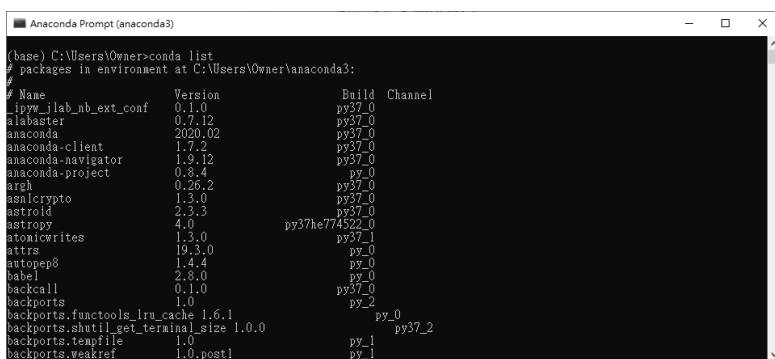 Anaconda Prompt (anaconda3)
(base) C:\Users\Owner>conda list
# packages in environment at C:\Users\Owner\anaconda3:
#
# Name                    Version                   Build  Channel
_ipyw_jlab_nb_ext_conf    0.1.0                    py37_0
alabaster                 0.7.12                   py37_0
anaconda                  2020.02                  py37_0
anaconda-client           1.7.2                    py37_0
anaconda-navigator        1.9.12                   py37_0
anaconda-project          0.8.4                      py_0
argh                      0.26.2                   py37_0
asn1crypto                1.3.0                    py37_0
astroid                   2.3.3                    py37_0
astropy                   4.0              py37he774522_0
atomicwrites              1.3.0                    py37_1
attrs                     19.3.0                     py_0
autopep8                  1.4.4                      py_0
babel                     2.8.0                      py_0
backcall                  0.1.0                    py37_0
backports                 1.0                        py_2
backports.functools_lru_cache 1.6.1                      py_0
backports.shutil_get_terminal_size 1.0.0                    py37_2
backports.tempfile        1.0                        py_1
backports.weakref         1.0.post1                  py_1